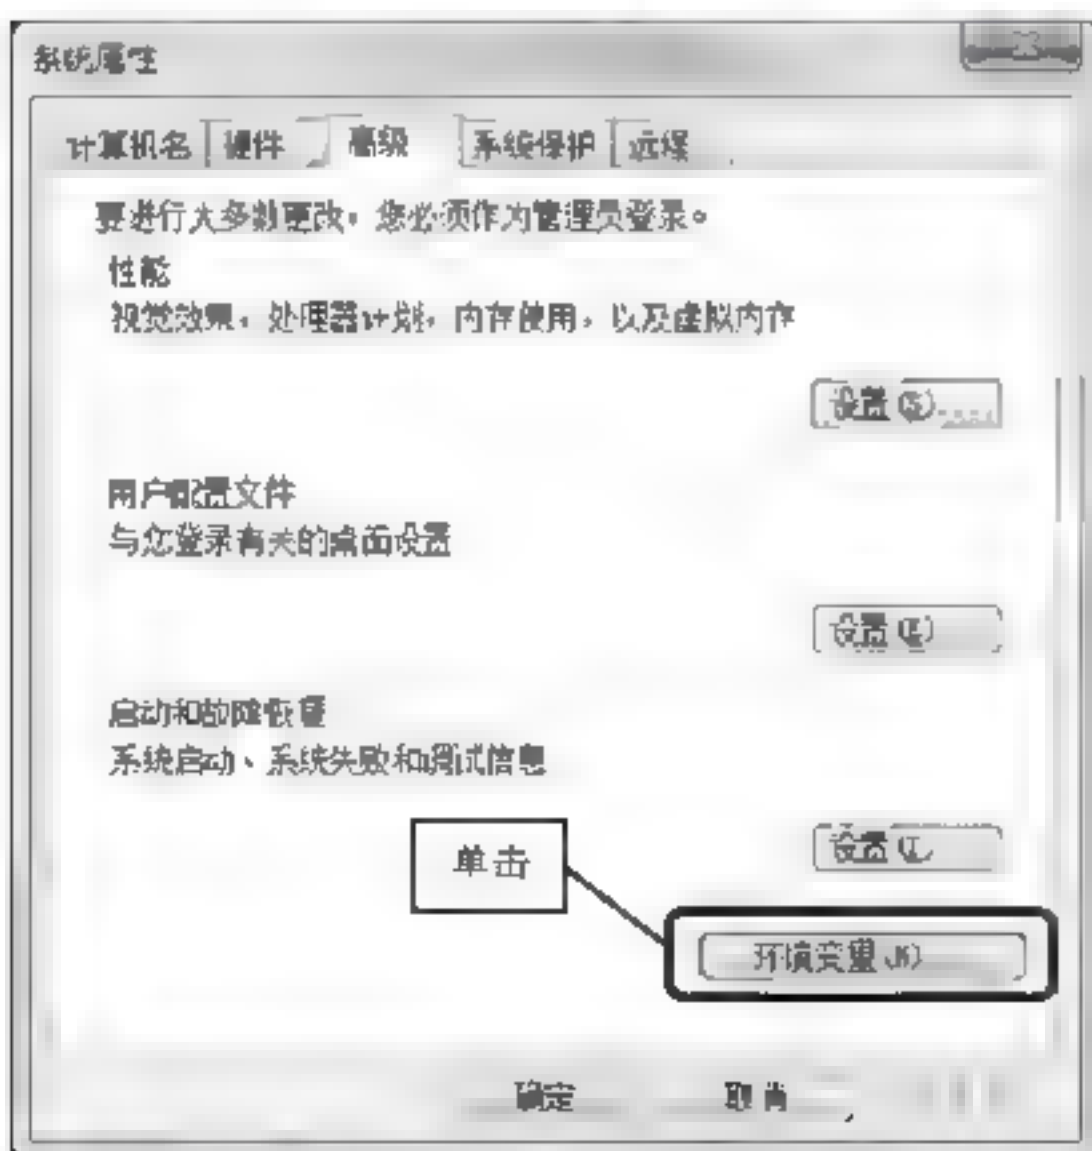 系统属性
计算机名 硬件 高级 系统保护 远程
要进行大多数更改，您必须作为管理员登录。
性能
视觉效果，处理器计划，内存使用，以及虚拟内存
设置(S)...
用户配置文件
与您登录有关的桌面设置
设置(E)
启动和故障恢复
系统启动、系统失败和调试信息
单击
设置(T)
环境变量(N)
确定 取消